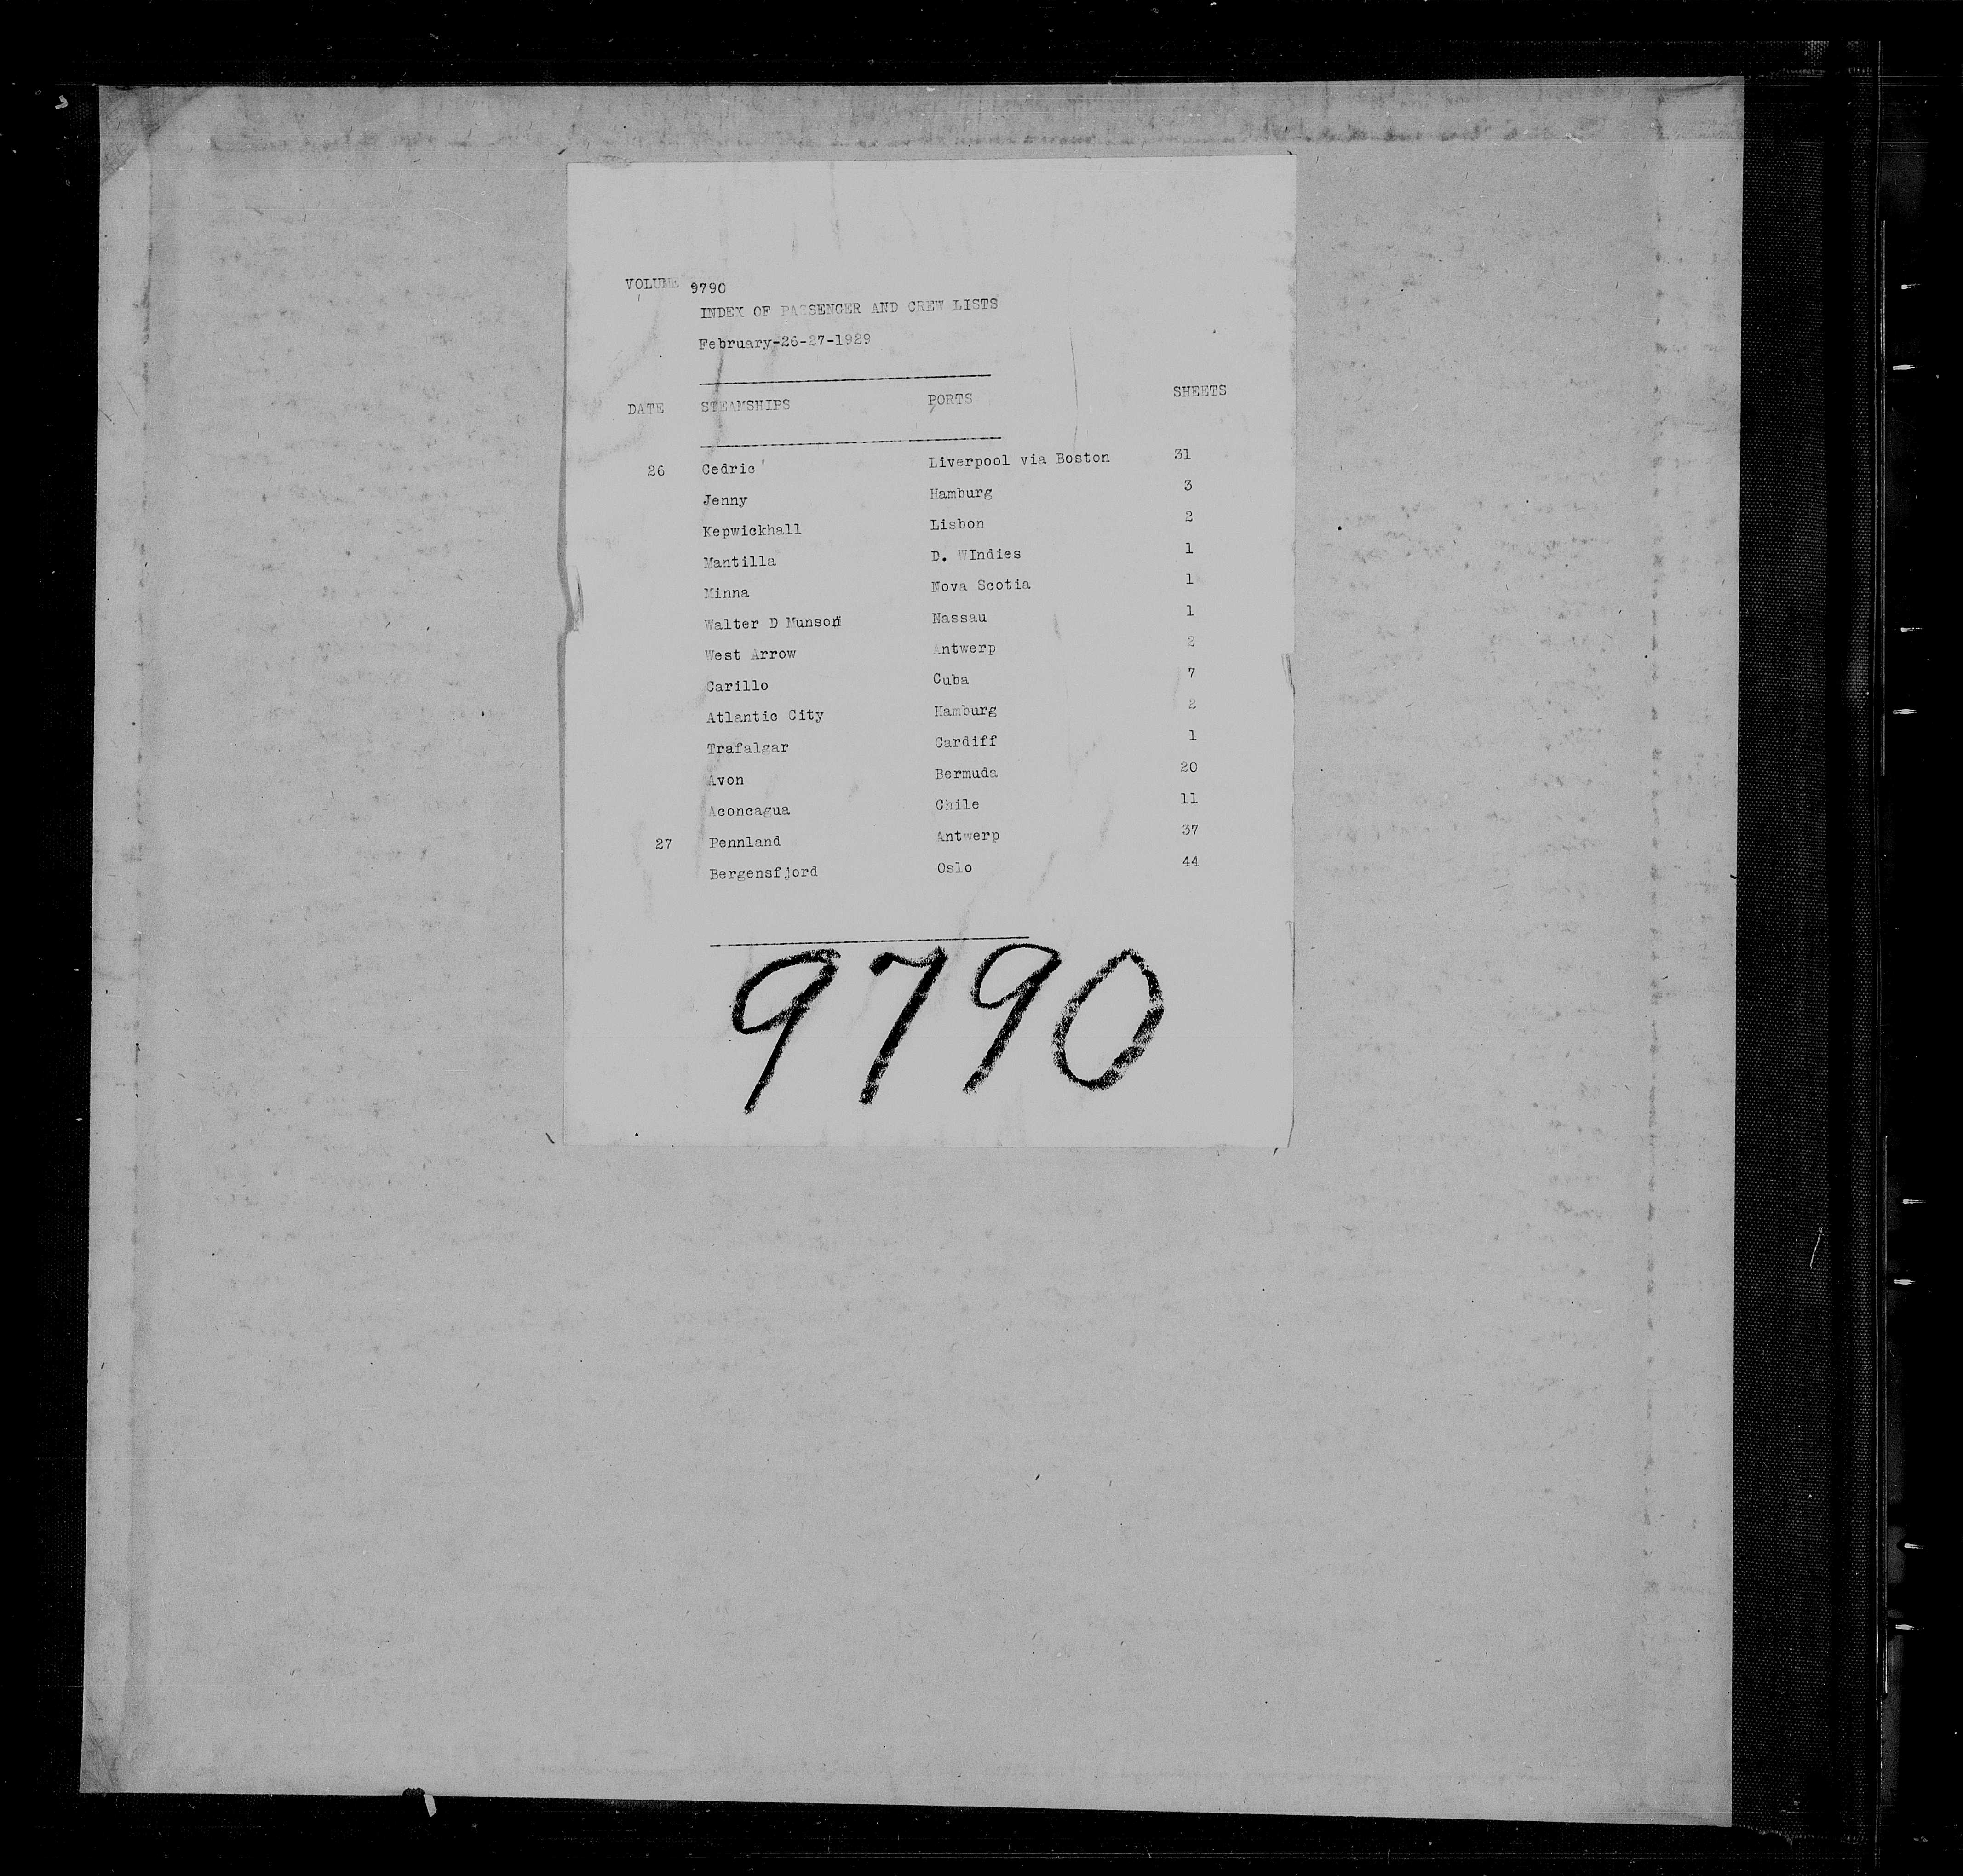 VOLUME 9790
INDEX OF PASSENGER AND CREW LISTS
February-26-27-1929
DATE STEAMSHIPS PORTS SHEETS
26 Cedric Liverpool via Boston 31
Jenny Hamburg 3
Kepwickhall Lisbon 2
Mantilla D. WIndies 1
Minna Nova Scotia 1
Walter D Munson Nassau 1
West Arrow Antwerp 2
Carillo Cuba 7
Atlantic City Hamburg 2
Trafalgar Cardiff 1
Avon Bermuda 20
Aconcagua Chile 11
27 Pennland Antwerp 37
Bergensfjord Oslo 44
9790